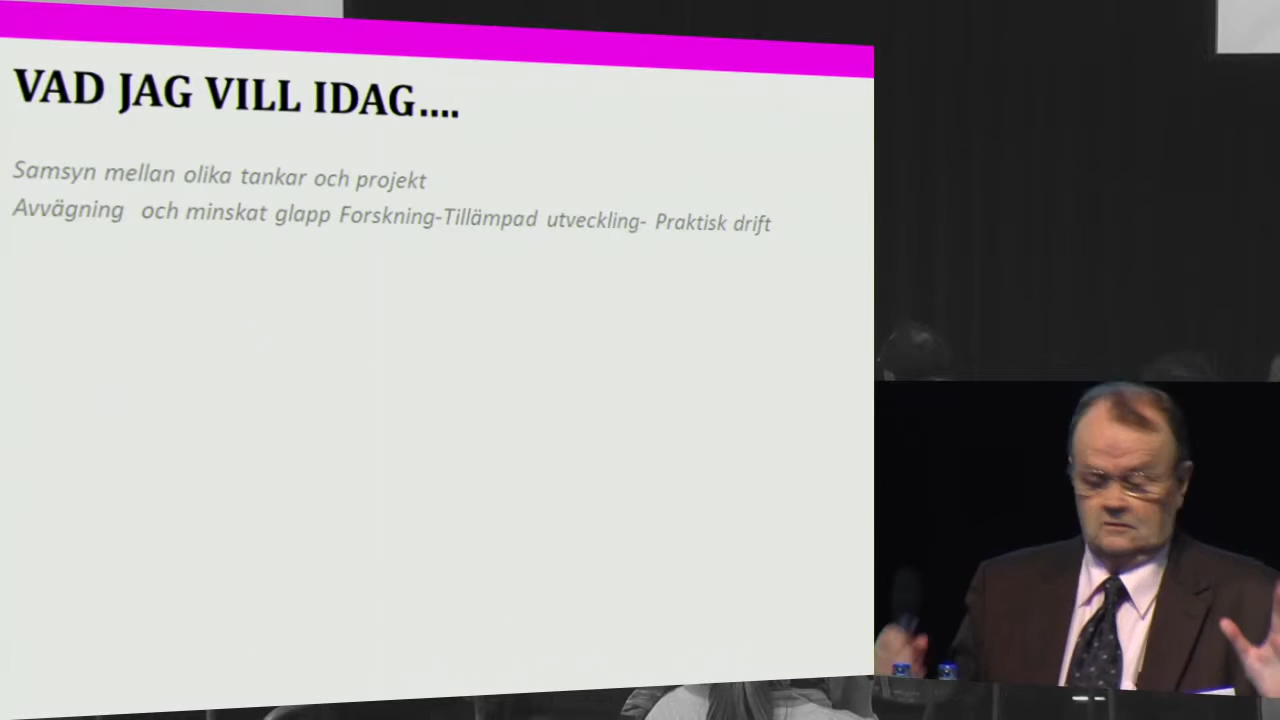 VAD JAG VILL IDAG....
Samsyn mellan olika tankar och projekt
Avvägning och minskat glapp Forskning-Tillämpad utveckling- Praktisk drift